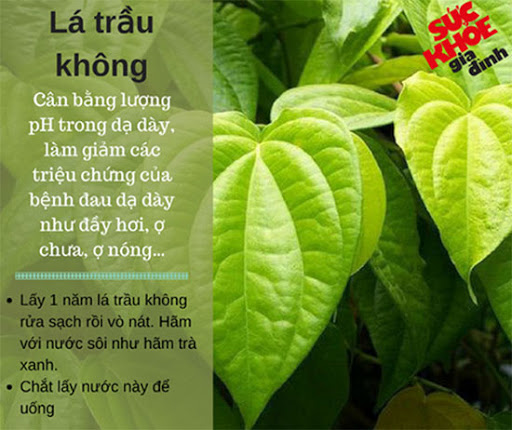 Lá trầu
không
SỨC
KHỎE
gia đình
Cân bằng lượng
pH trong dạ dày,
làm giảm các
triệu chứng của
bệnh đau dạ dày
như đầy hơi, ợ
chưa, ợ nóng...
• Lấy 1 năm lá trầu không
rửa sạch rồi vò nát. Hãm
với nước sôi như hãm trà
xanh.
• Chắt lấy nước này để
uống